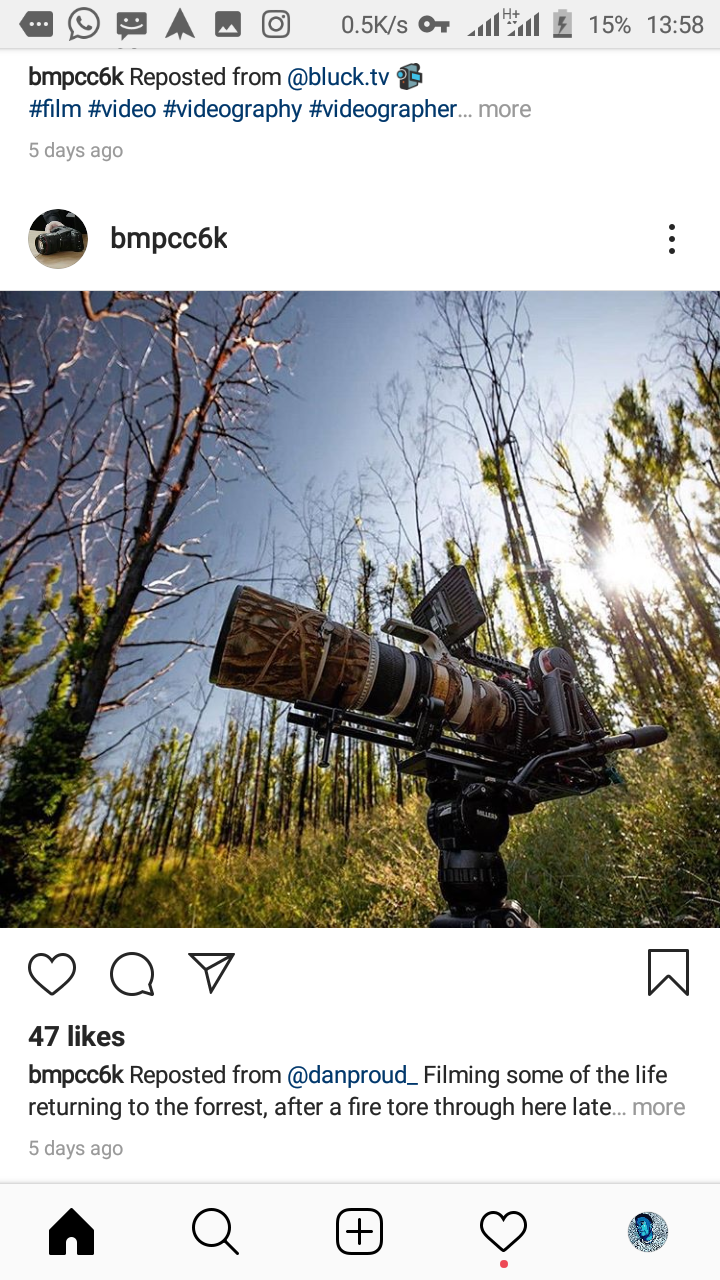 0.5K/s H+ 15% 13:58
bmpcc6k Reposted from @bluck.tv
#film #video #videography #videographer... more
5 days ago
bmpcc6k
47 likes
bmpcc6k Reposted from @danproud_ Filming some of the life
returning to the forrest, after a fire tore through here late... more
5 days ago